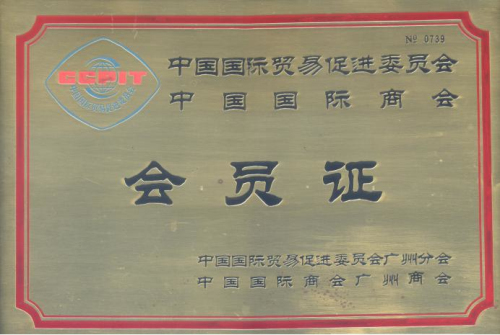 № 0739
CCPIT
中国国际贸易促进委员会
中国国际商会
会员证
中国国际贸易促进委员会广州分会
中国国际商会广州商会